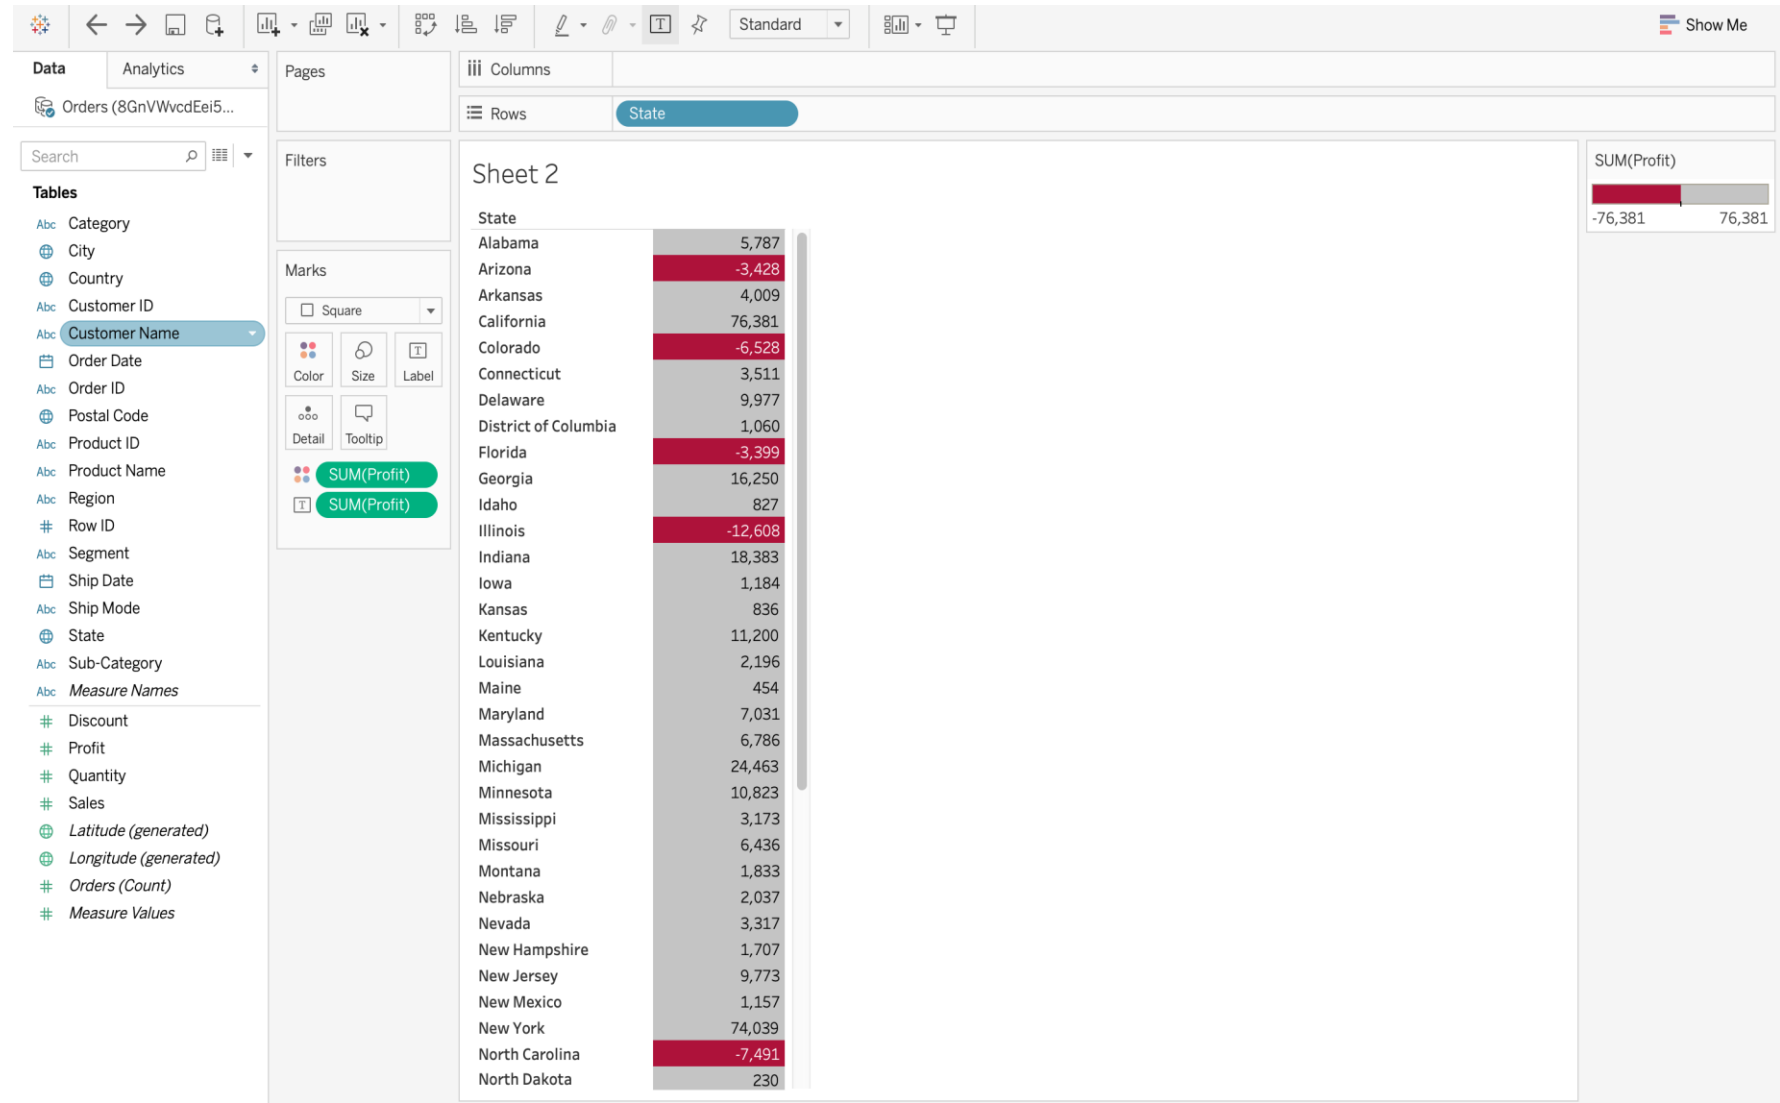 Standard
Show Me
Data
Analytics
Orders (8GnVWvcdEei5...
Search
Tables
Abc Category
City
Country
Abc Customer ID
Abc Customer Name
Order Date
Abc Order ID
Postal Code
Abc Product ID
Abc Product Name
Abc Region
# Row ID
Abc Segment
Ship Date
Abc Ship Mode
State
Abc Sub-Category
Abc Measure Names
# Discount
# Profit
# Quantity
# Sales
Latitude (generated)
Longitude (generated)
# Orders (Count)
# Measure Values
Pages
Filters
Marks
Square
Color Size Label
Detail Tooltip
SUM(Profit)
SUM(Profit)
Columns
Rows State
Sheet 2
State
Alabama 5,787
Arizona -3,428
Arkansas 4,009
California 76,381
Colorado -6,528
Connecticut 3,511
Delaware 9,977
District of Columbia 1,060
Florida -3,399
Georgia 16,250
Idaho 827
Illinois -12,608
Indiana 18,383
Iowa 1,184
Kansas 836
Kentucky 11,200
Louisiana 2,196
Maine 454
Maryland 7,031
Massachusetts 6,786
Michigan 24,463
Minnesota 10,823
Mississippi 3,173
Missouri 6,436
Montana 1,833
Nebraska 2,037
Nevada 3,317
New Hampshire 1,707
New Jersey 9,773
New Mexico 1,157
New York 74,039
North Carolina -7,491
North Dakota 230
SUM(Profit)
-76,381 76,381